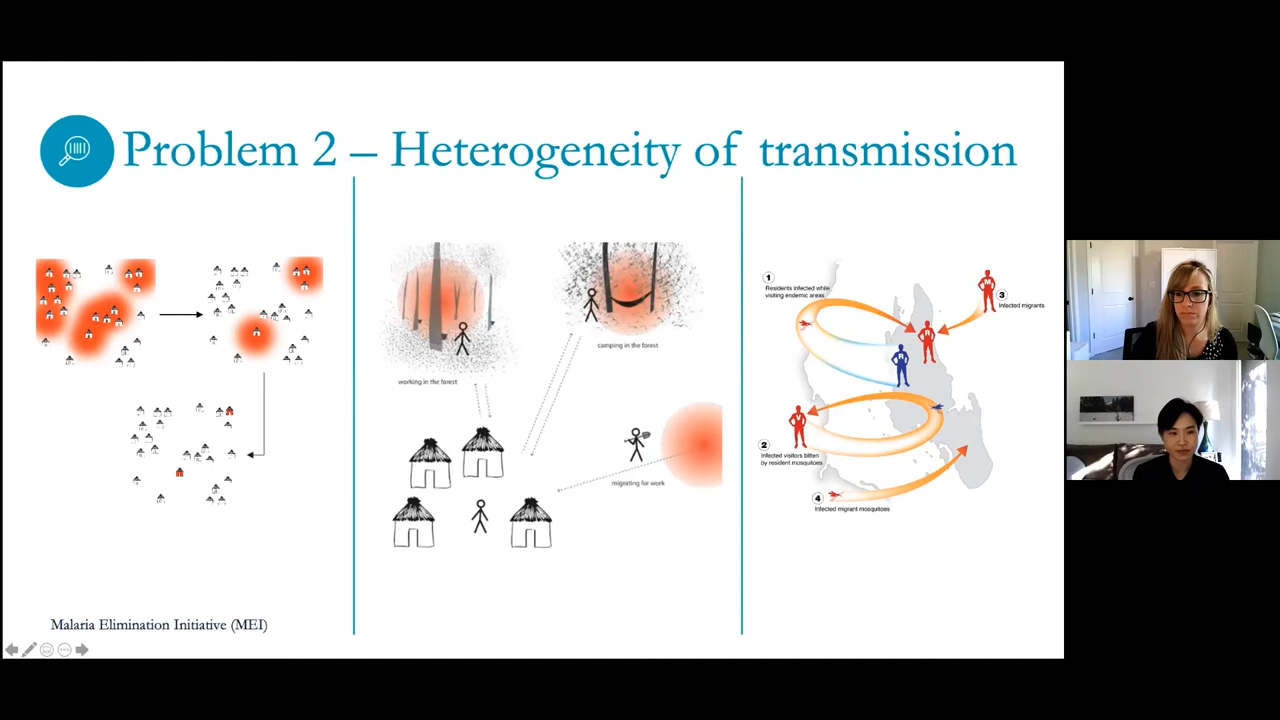 Problem 2 – Heterogeneity of transmission
working in the forest
camping in the forest
migrating for work
1
Residents infected while
visiting endemic areas
M
3
Infected migrants
R
R
V
2
Infected visitors bitten
by resident mosquitoes
4
Infected migrant mosquitoes
Malaria Elimination Initiative (MEI)